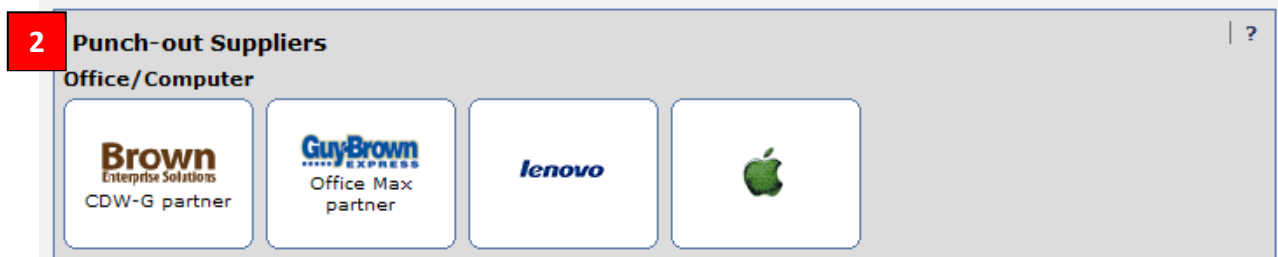 2
Punch-out Suppliers
?
Office/Computer
Brown
Enterprise Solutions
CDW-G partner
GuyBrown
EXPRESS
Office Max
partner
lenovo